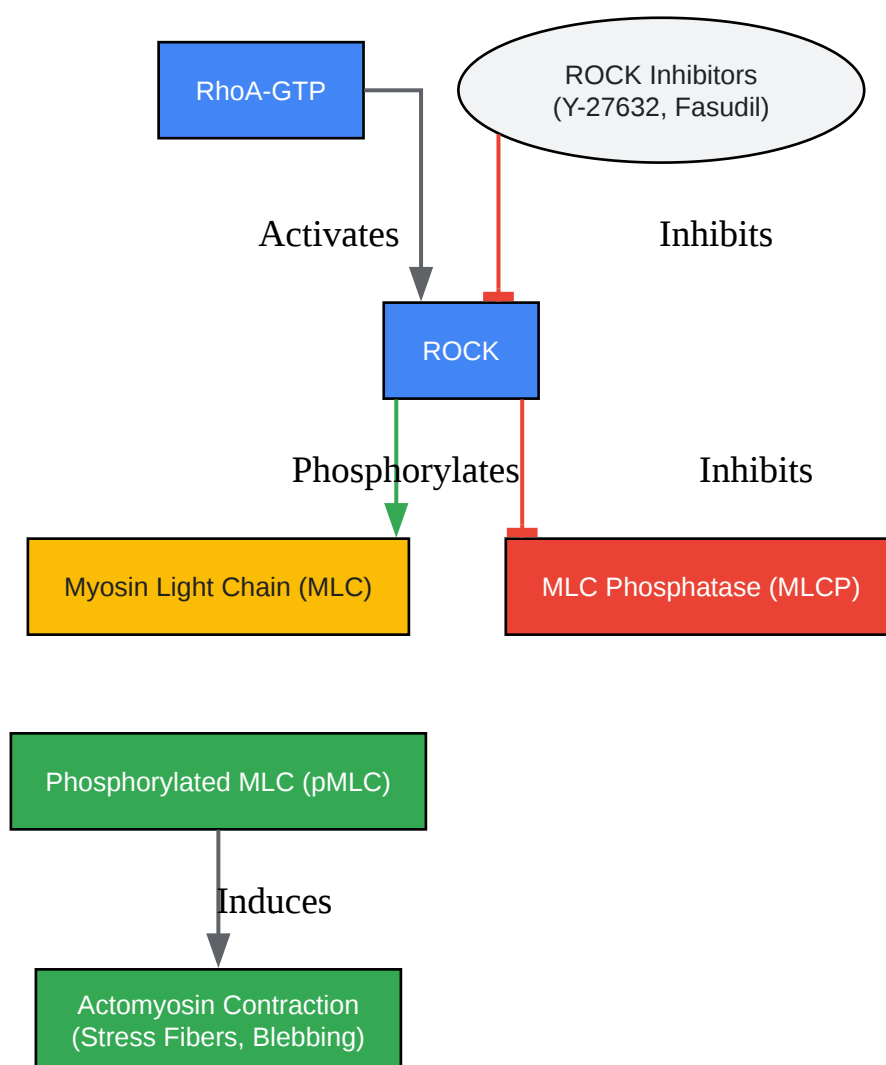 RhoA-GTP
ROCK Inhibitors
(Y-27632, Fasudil)
Activates
Inhibits
ROCK
Phosphorylates
Inhibits
Myosin Light Chain (MLC)
MLC Phosphatase (MLCP)
Phosphorylated MLC (pMLC)
Induces
Actomyosin Contraction
(Stress Fibers, Blebbing)